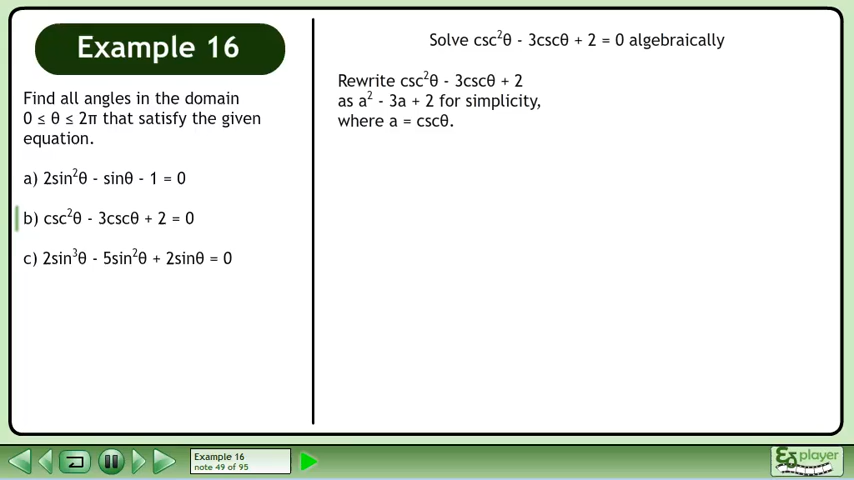 Example 16
Find all angles in the domain
0 ≤ θ ≤ 2π that satisfy the given
equation.
a) 2sin²θ - sinθ - 1 = 0
b) csc²θ - 3cscθ + 2 = 0
c) 2sin³θ - 5sin²θ + 2sinθ = 0
Solve csc²θ - 3cscθ + 2 = 0 algebraically
Rewrite csc²θ - 3cscθ + 2
as a² - 3a + 2 for simplicity,
where a = cscθ.
Example 16
note 49 of 95
player